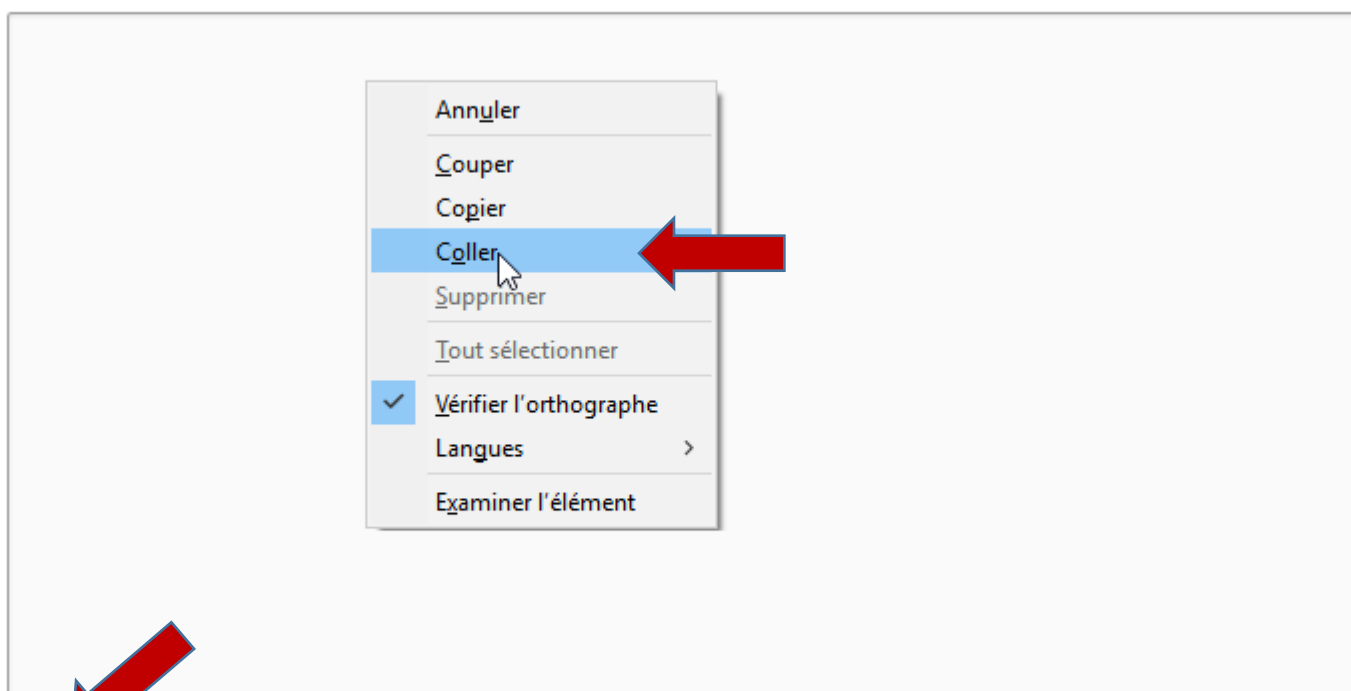 Annuler
Couper
Copier
Coller
Supprimer
Tout sélectionner
Vérifier l'orthographe
Langues
Examiner l'élément